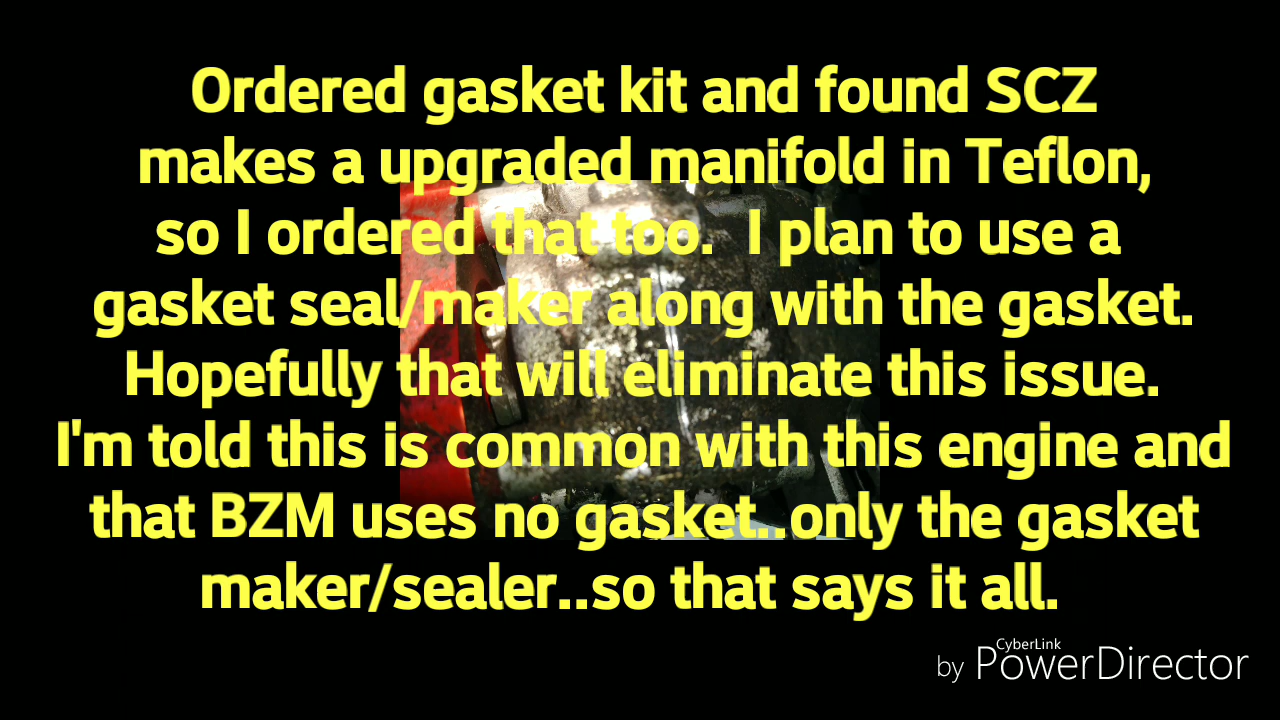 Ordered gasket kit and found SCZ
makes a upgraded manifold in Teflon,
so I ordered that too.  I plan to use a
gasket seal/maker along with the gasket.
Hopefully that will eliminate this issue.
I'm told this is common with this engine and
that BZM uses no gasket..only the gasket
maker/sealer..so that says it all.
CyberLink
by PowerDirector